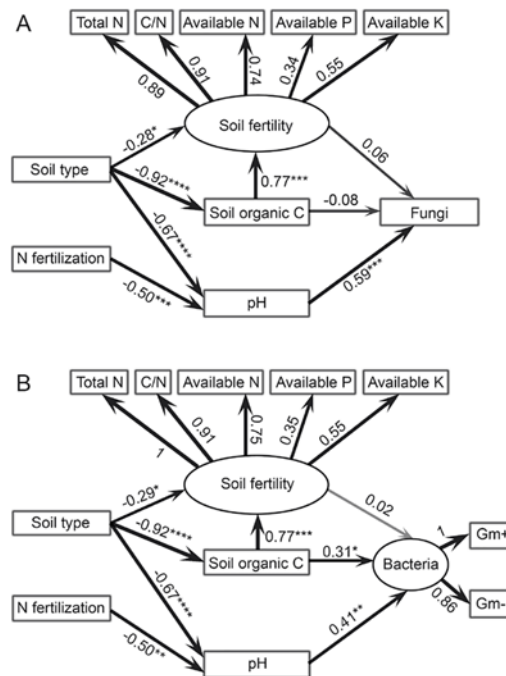 A
Total N C/N Available N Available P Available K
0.89 0.91 0.74 0.34 0.55
Soil fertility
-0.28*
0.06
Soil type
-0.92****
0.77***
Soil organic C
-0.08
Fungi
-0.67****
N fertilization
-0.50***
pH
0.59***
B
Total N C/N Available N Available P Available K
1 0.91 0.75 0.35 0.55
Soil fertility
-0.29*
0.02
Soil type
-0.92****
0.77***
Soil organic C
0.31*
Bacteria
1
Gm+
0.86
Gm-
-0.67****
N fertilization
-0.50**
pH
0.41**